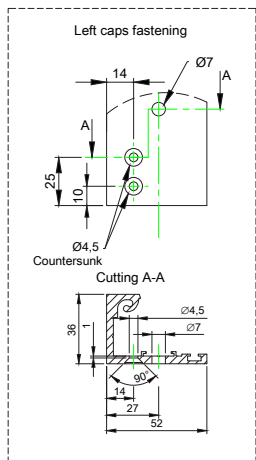 Left caps fastening
14
Ø7
A
A
25
10
Ø4,5
Countersunk
Cutting A-A
Ø4,5
Ø7
36
1
90°
14
27
52